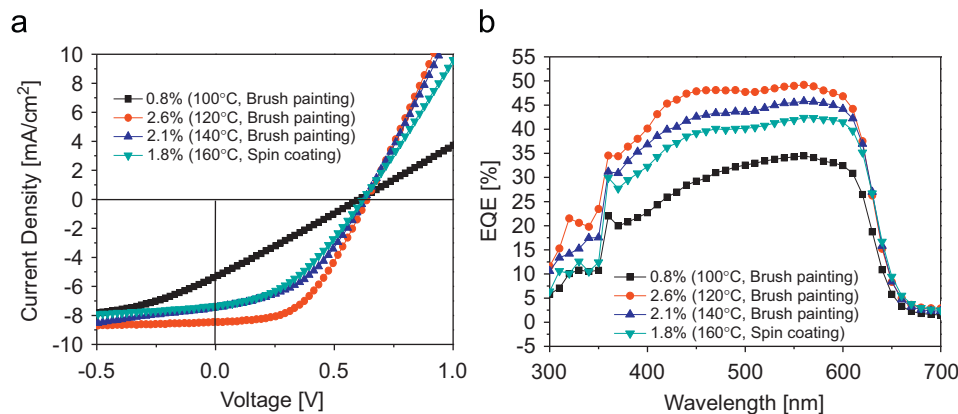 a
10
8
6
4
2
0
-2
-4
-6
-8
-10
Current Density [mA/cm2]
0.8% (100°C, Brush painting)
2.6% (120°C, Brush painting)
2.1% (140°C, Brush painting)
1.8% (160°C, Spin coating)
-0.5 0.0 0.5 1.0
Voltage [V]
b
55
50
45
40
35
30
25
20
15
10
5
0
-5
EQE [%]
0.8% (100°C, Brush painting)
2.6% (120°C, Brush painting)
2.1% (140°C, Brush painting)
1.8% (160°C, Spin coating)
300 400 500 600 700
Wavelength [nm]